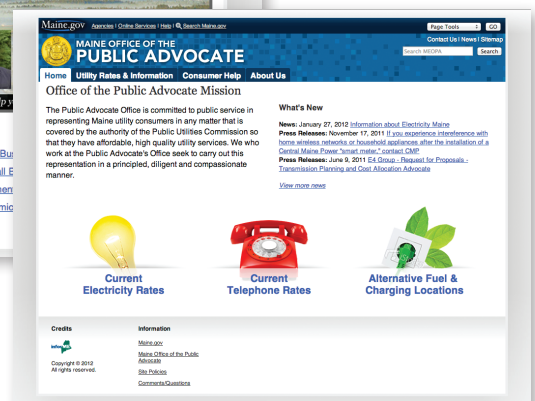 Maine.gov Agencies | Online Services | Help | Search Maine.gov
Page Tools GO
Contact Us | News | Sitemap
MAINE OFFICE OF THE
PUBLIC ADVOCATE
Search MEOPA Search
Home Utility Rates & Information Consumer Help About Us
Office of the Public Advocate Mission
The Public Advocate Office is committed to public service in
representing Maine utility consumers in any matter that is
covered by the authority of the Public Utilities Commission so
that they have affordable, high quality utility services. We who
work at the Public Advocate's Office seek to carry out this
representation in a principled, diligent and compassionate
manner.
What's New
News: January 27, 2012 Information about Electricity Maine
Press Releases: November 17, 2011 If you experience intereference with
home wireless networks or household appliances after the installation of a
Central Maine Power "smart meter," contact CMP
Press Releases: June 9, 2011 E4 Group - Request for Proposals -
Transmission Planning and Cost Allocation Advocate
View more news
Current
Electricity Rates
Current
Telephone Rates
Alternative Fuel &
Charging Locations
Credits
Copyright © 2012
All rights reserved.
Information
Maine.gov
Maine Office of the Public
Advocate
Site Policies
Comments/Questions